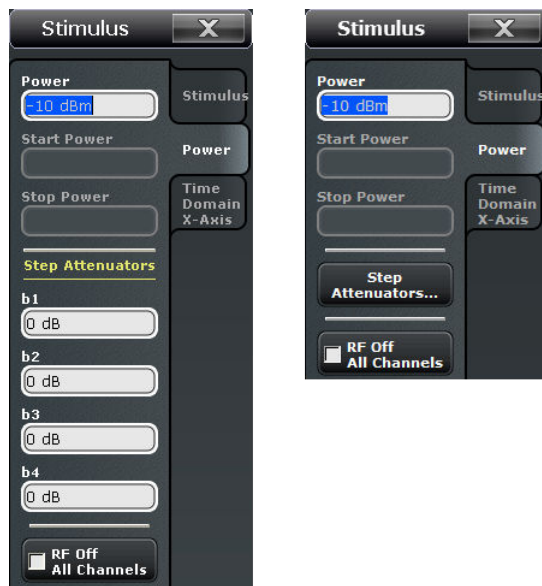 Stimulus
X
Power
-10 dBm
Start Power
Stop Power
Step Attenuators
b1
0 dB
b2
0 dB
b3
0 dB
b4
0 dB
RF Off
All Channels
Stimulus
Power
Time
Domain
X-Axis
Stimulus
X
Power
-10 dBm
Start Power
Stop Power
Step
Attenuators...
RF Off
All Channels
Stimulus
Power
Time
Domain
X-Axis